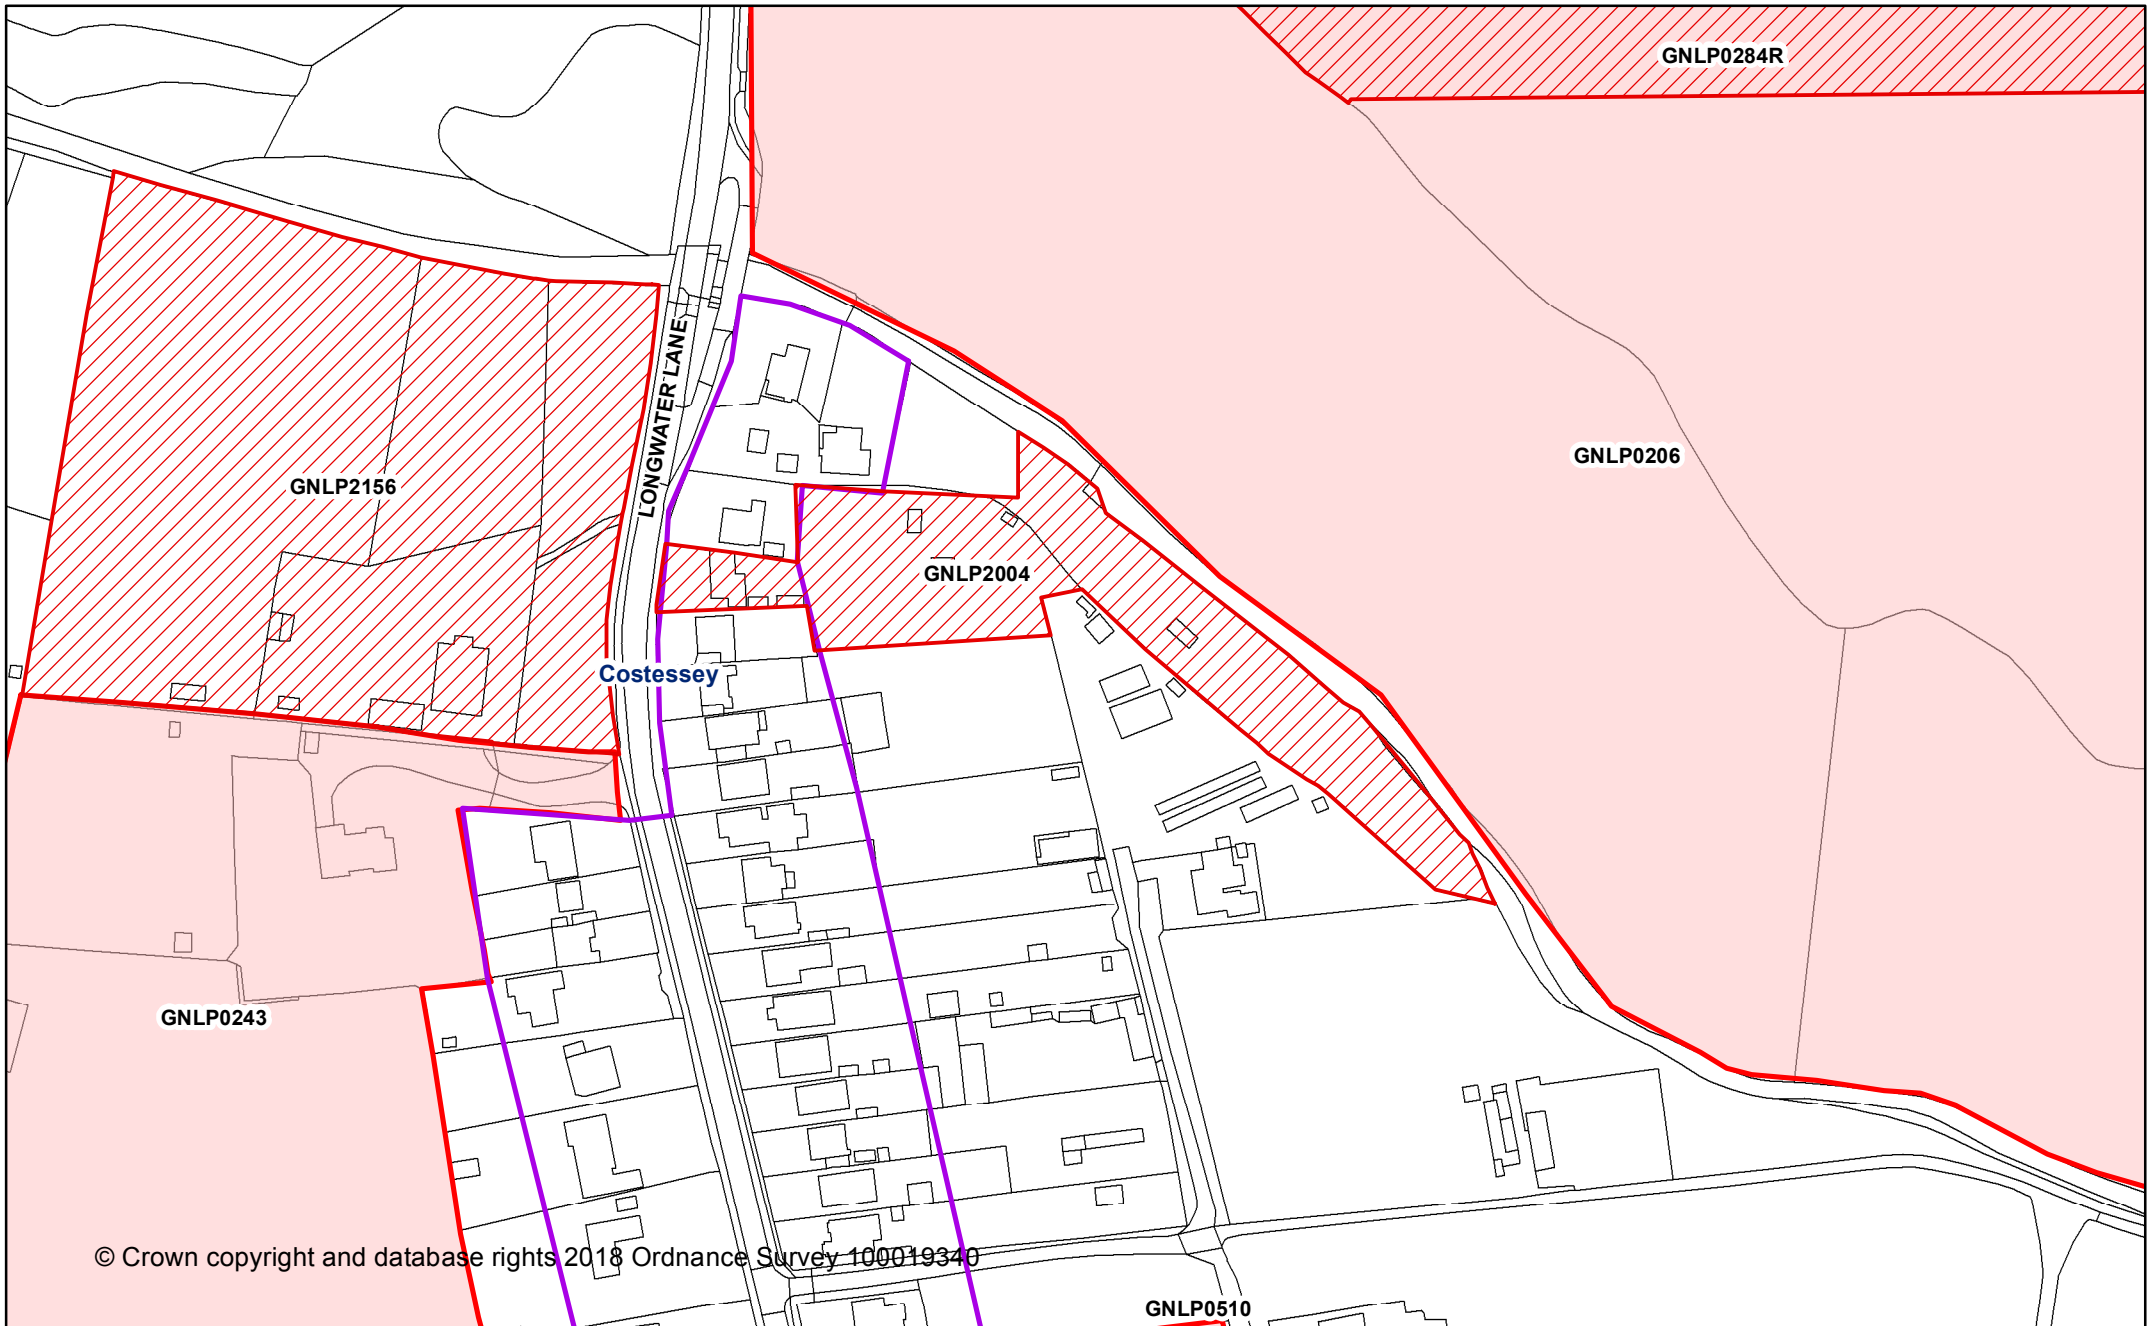 GNLP0284R
GNLP0206
GNLP2156
LONGWATER LANE
GNLP2004
Costessey
GNLP0243
© Crown copyright and database rights 2018 Ordnance Survey 100019340
GNLP0510